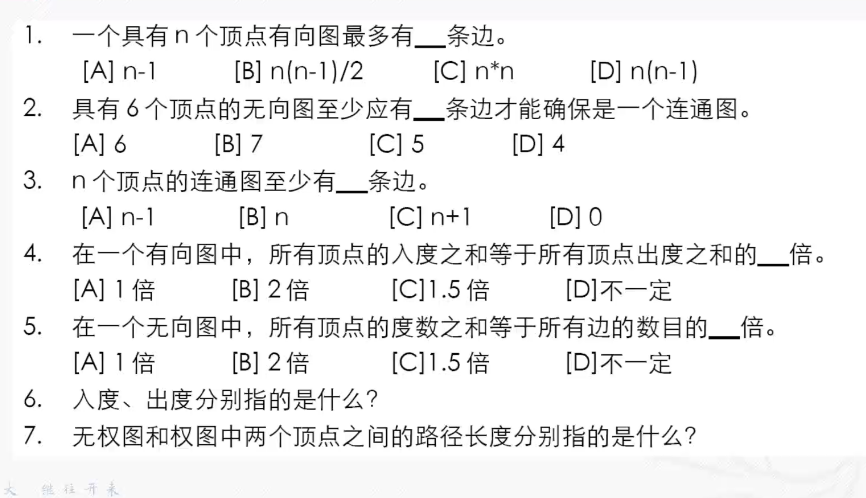 1. 一个具有n个顶点有向图最多有__条边。
[A] n-1 [B] n(n-1)/2 [C] n*n [D] n(n-1)
2. 具有6个顶点的无向图至少应有__条边才能确保是一个连通图。
[A] 6 [B] 7 [C] 5 [D] 4
3. n个顶点的连通图至少有__条边。
[A] n-1 [B] n [C] n+1 [D] 0
4. 在一个有向图中，所有顶点的入度之和等于所有顶点出度之和的__倍。
[A] 1倍 [B] 2倍 [C]1.5倍 [D]不一定
5. 在一个无向图中，所有顶点的度数之和等于所有边的数目的__倍。
[A] 1倍 [B] 2倍 [C]1.5倍 [D]不一定
6. 入度、出度分别指的是什么？
7. 无权图和权图中两个顶点之间的路径长度分别指的是什么？
大 继往开来